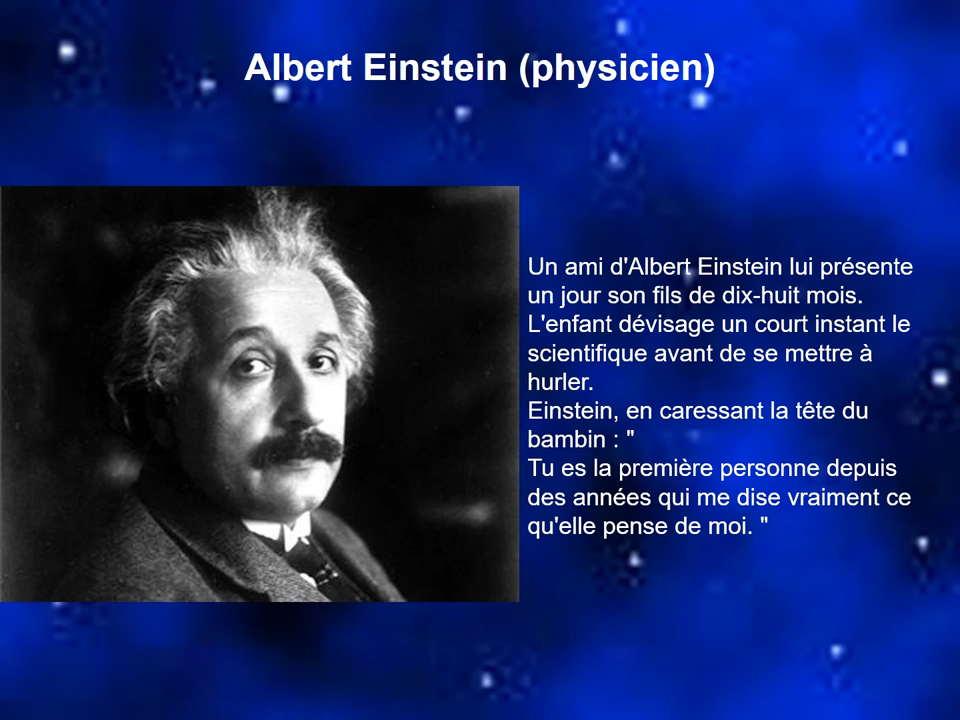 Albert Einstein (physicien)
Un ami d'Albert Einstein lui présente
un jour son fils de dix-huit mois.
L'enfant dévisage un court instant le
scientifique avant de se mettre à
hurler.
Einstein, en caressant la tête du
bambin : "
Tu es la première personne depuis
des années qui me dise vraiment ce
qu'elle pense de moi. "